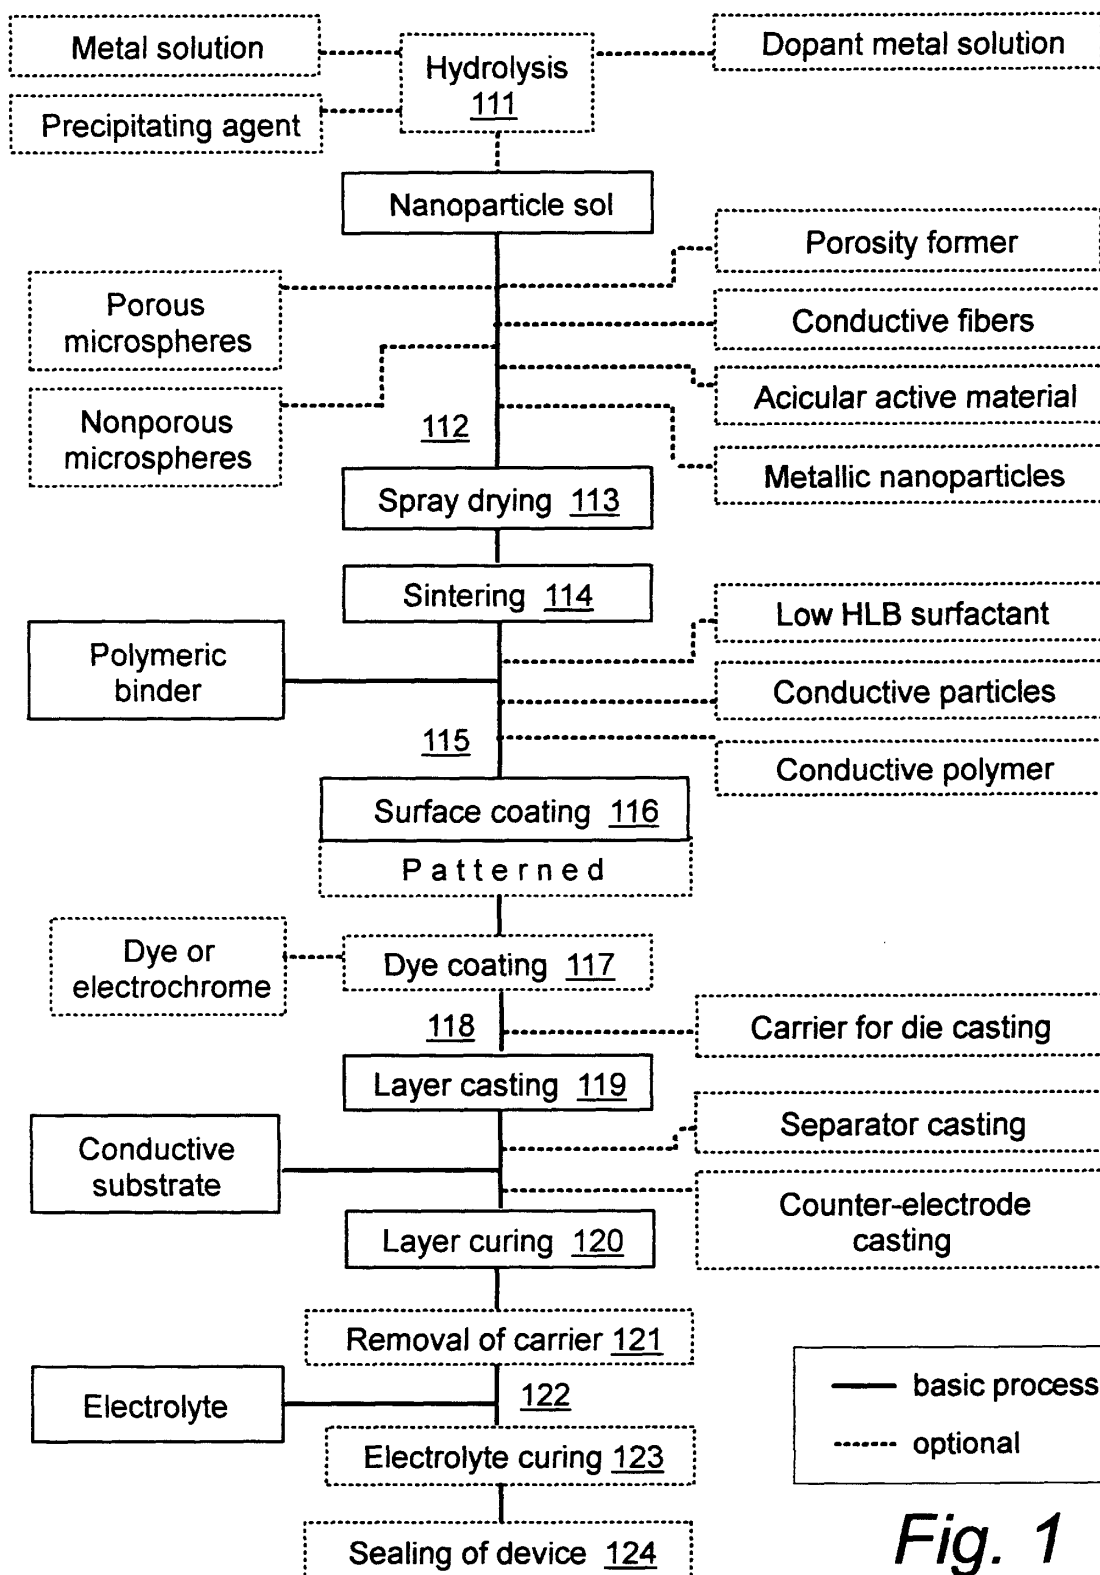 Metal solution
Dopant metal solution
Hydrolysis
111
Precipitating agent
Nanoparticle sol
Porosity former
Porous
microspheres
Conductive fibers
Acicular active material
Nonporous
microspheres
112
Metallic nanoparticles
Spray drying 113
Sintering 114
Low HLB surfactant
Polymeric
binder
Conductive particles
115
Conductive polymer
Surface coating 116
Patterned
Dye or
electrochrome
Dye coating 117
118
Carrier for die casting
Layer casting 119
Separator casting
Conductive
substrate
Counter-electrode
casting
Layer curing 120
Removal of carrier 121
Electrolyte
122
basic process
optional
Electrolyte curing 123
Sealing of device 124
Fig. 1